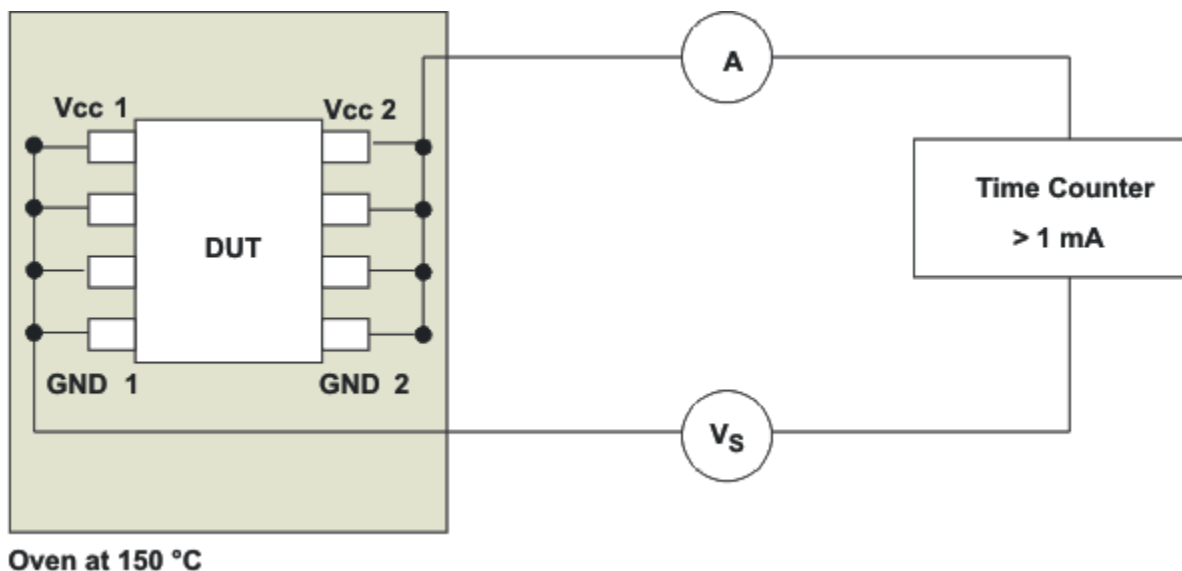 A
Vcc 1
Vcc 2
Time Counter
> 1 mA
DUT
GND 1
GND 2
VS
Oven at 150 °C